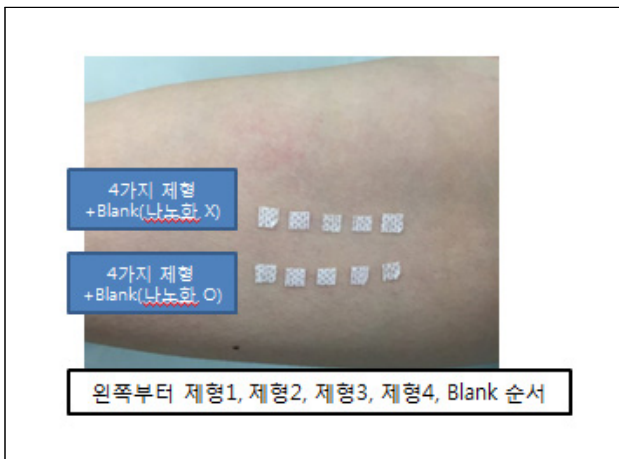 4가지 제형
+Blank(나노화 X)
4가지 제형
+Blank(나노화 O)
왼쪽부터 제형1, 제형2, 제형3, 제형4, Blank 순서